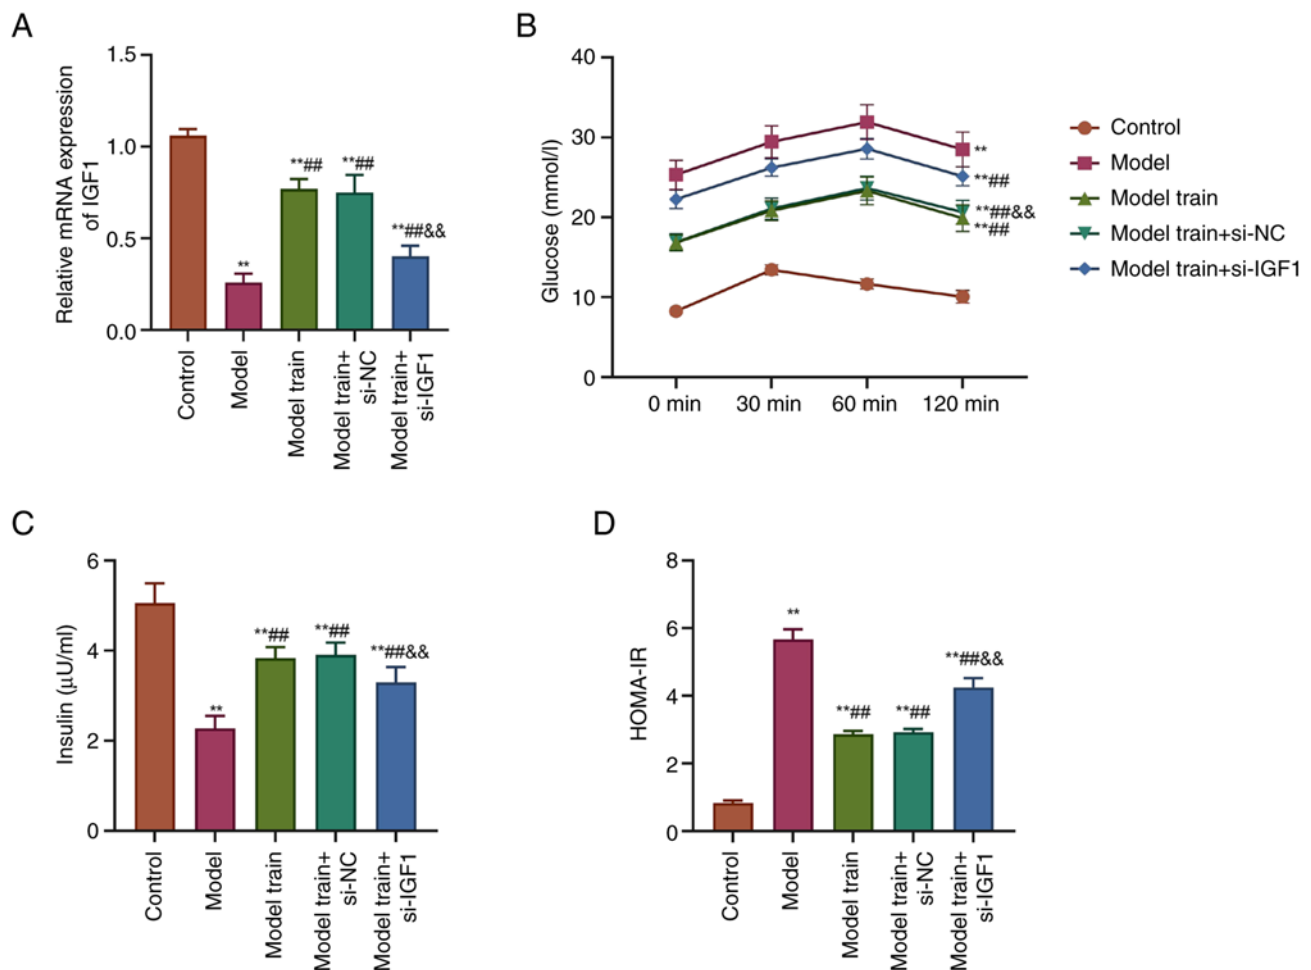 A
Relative mRNA expression
of IGF1
1.5
1.0
0.5
0.0
**
**##
**##
**##&&
Control
Model
Model train
Model train+
si-NC
Model train+
si-IGF1
B
Glucose (mmol/l)
40
30
20
10
0
**
**##
**##&&
**##
0 min
30 min
60 min
120 min
Control
Model
Model train
Model train+si-NC
Model train+si-IGF1
C
Insulin (μU/ml)
6
4
2
0
**
**##
**##
**##&&
Control
Model
Model train
Model train+
si-NC
Model train+
si-IGF1
D
HOMA-IR
8
6
4
2
0
**
**##
**##
**##&&
Control
Model
Model train
Model train+
si-NC
Model train+
si-IGF1